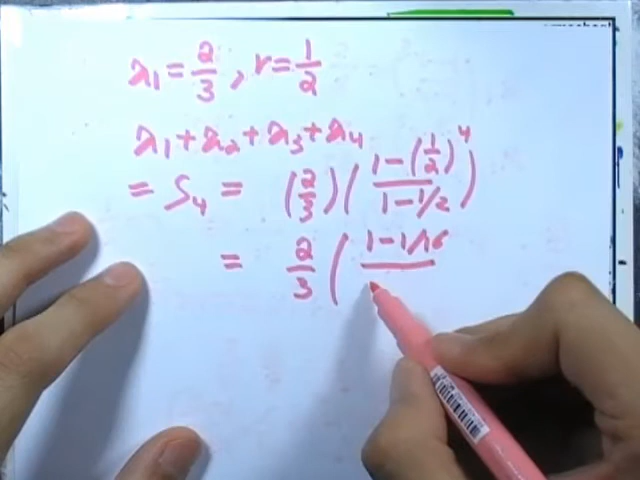 a₁ = 2/3 , r = 1/2
a₁ + a₂ + a₃ + a₄
= S₄ = (2/3) ( (1 - (1/2)⁴) / (1 - 1/2) )
= 2/3 ( (1 - 1/16) /